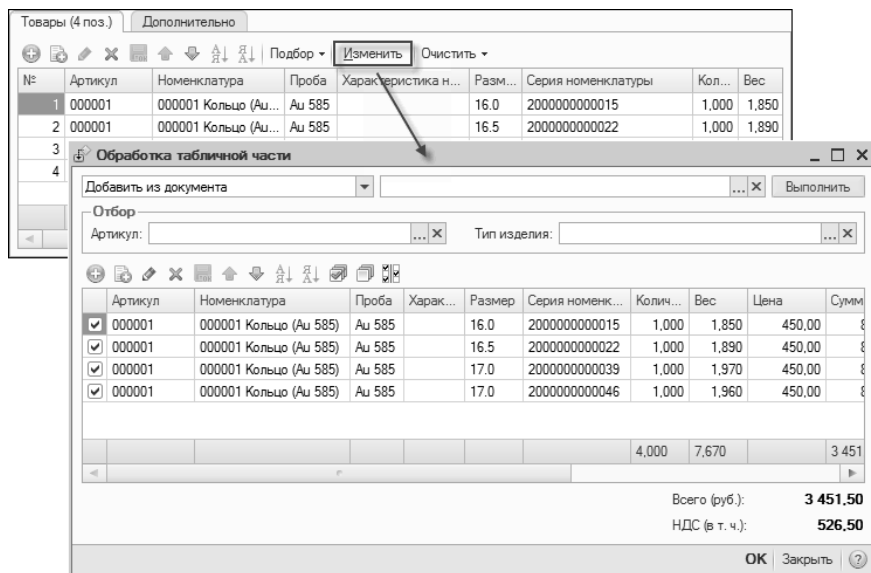 Товары (4 поз.) Дополнительно
Подбор Изменить Очистить
№ Артикул Номенклатура Проба Характеристика н... Разм... Серия номенклатуры Кол... Вес
1 000001 000001 Кольцо (Au... Au 585 16.0 2000000000015 1,000 1,850
2 000001 000001 Кольцо (Au... Au 585 16.5 2000000000022 1,000 1,890
3
4
Обработка табличной части
Добавить из документа ... Выполнить
Отбор
Артикул: ... Тип изделия: ...
Артикул Номенклатура Проба Харак... Размер Серия номенк... Колич... Вес Цена Сумм
000001 000001 Кольцо (Au 585) Au 585 16.0 2000000000015 1,000 1,850 450,00 8
000001 000001 Кольцо (Au 585) Au 585 16.5 2000000000022 1,000 1,890 450,00 8
000001 000001 Кольцо (Au 585) Au 585 17.0 2000000000039 1,000 1,970 450,00 8
000001 000001 Кольцо (Au 585) Au 585 17.0 2000000000046 1,000 1,960 450,00 8
4,000 7,670 3 451
Всего (руб.): 3 451,50
НДС (в т. ч.): 526,50
OK Закрыть ?